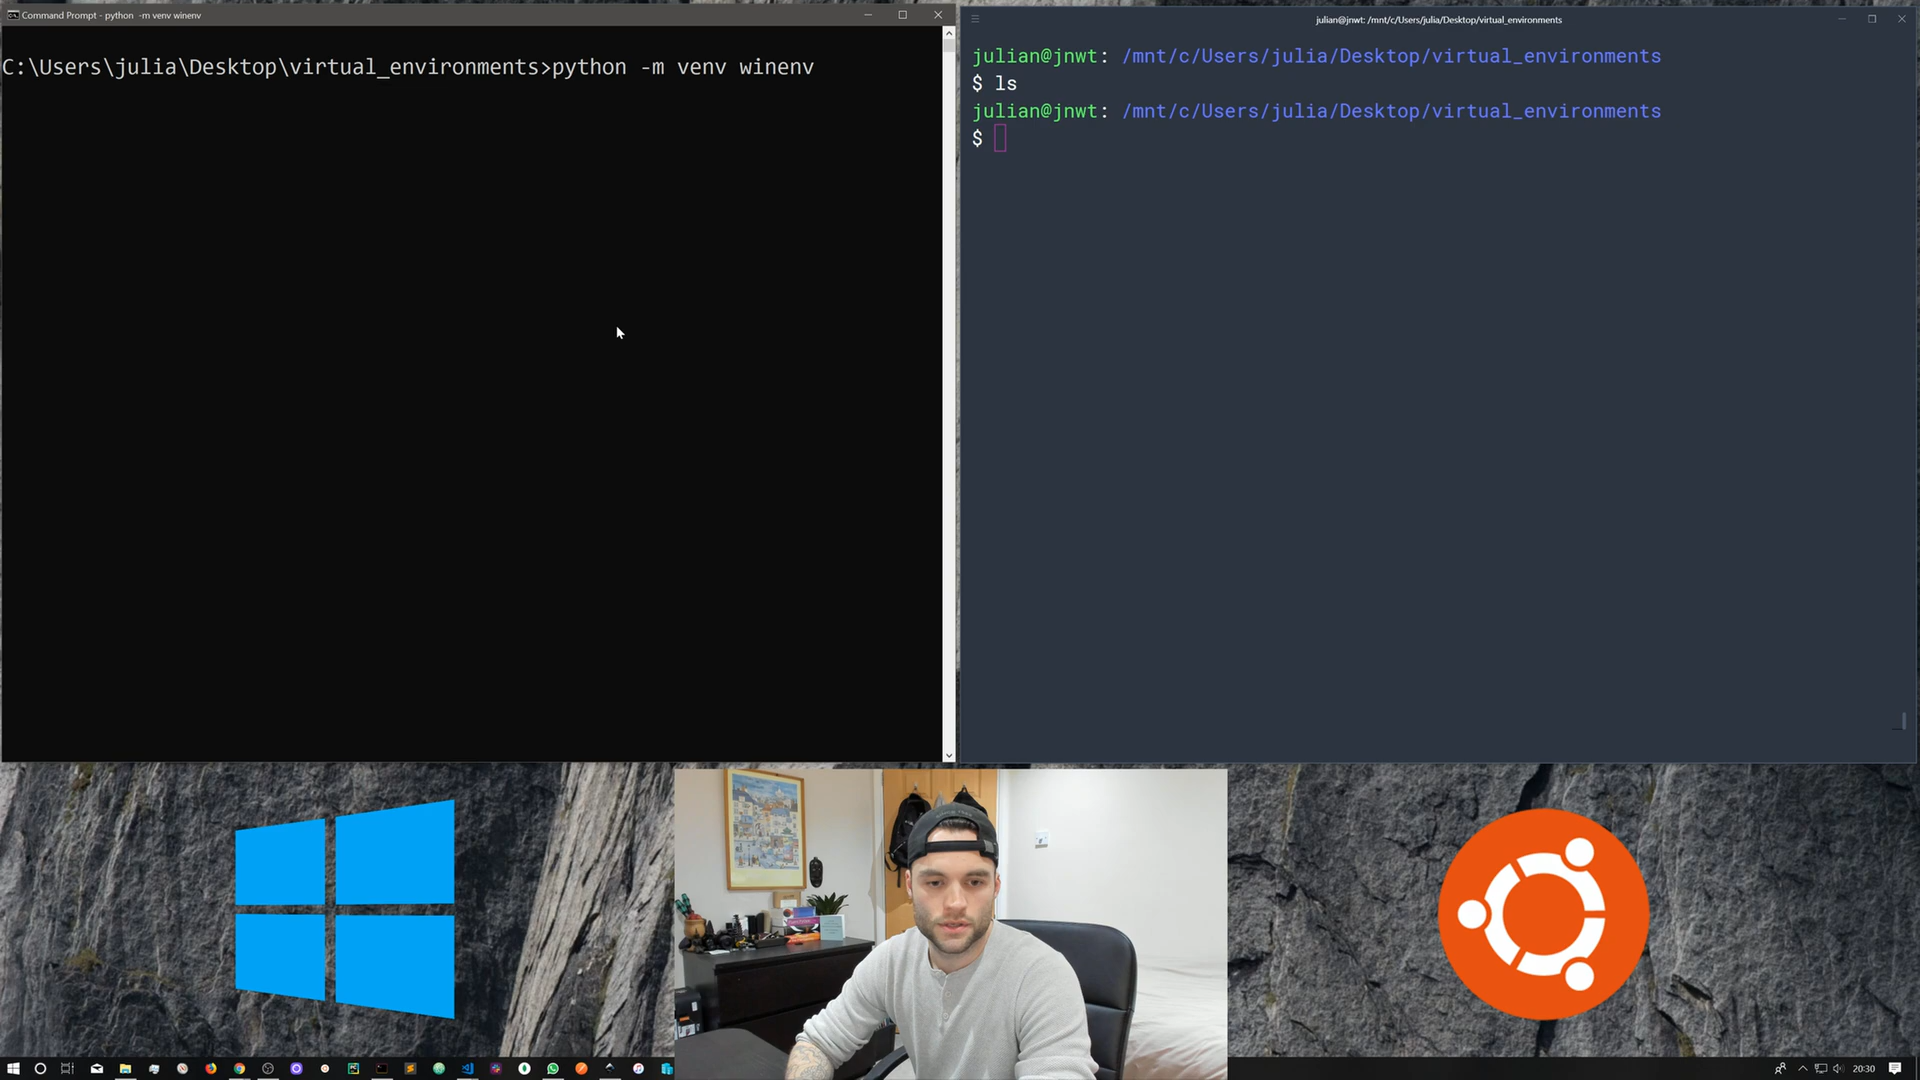 Command Prompt - python  -m venv winenv
C:\Users\julia\Desktop\virtual_environments>python -m venv winenv
julian@jnwt: /mnt/c/Users/julia/Desktop/virtual_environments
julian@jnwt: /mnt/c/Users/julia/Desktop/virtual_environments
$ ls
julian@jnwt: /mnt/c/Users/julia/Desktop/virtual_environments
$
20:30